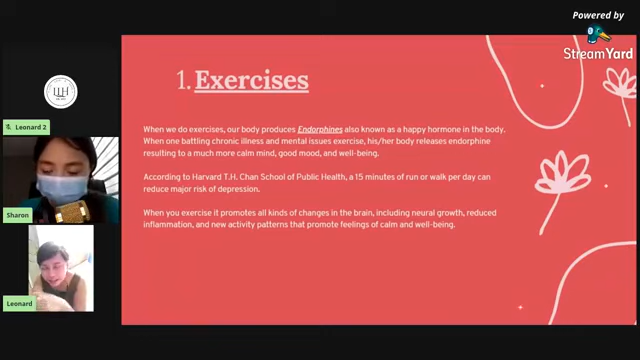 Powered by
StreamYard
1. Exercises
When we do exercises, our body produces Endorphines also known as a happy hormone in the body.
When one battling chronic illness and mental issues exercise, his/her body releases endorphine
resulting to a much more calm mind, good mood, and well-being.
According to Harvard T.H. Chan School of Public Health, a 15 minutes of run or walk per day can
reduce major risk of depression.
When you exercise it promotes all kinds of changes in the brain, including neural growth, reduced
inflammation, and new activity patterns that promote feelings of calm and well-being.
Leonard 2
Sharon
Leonard